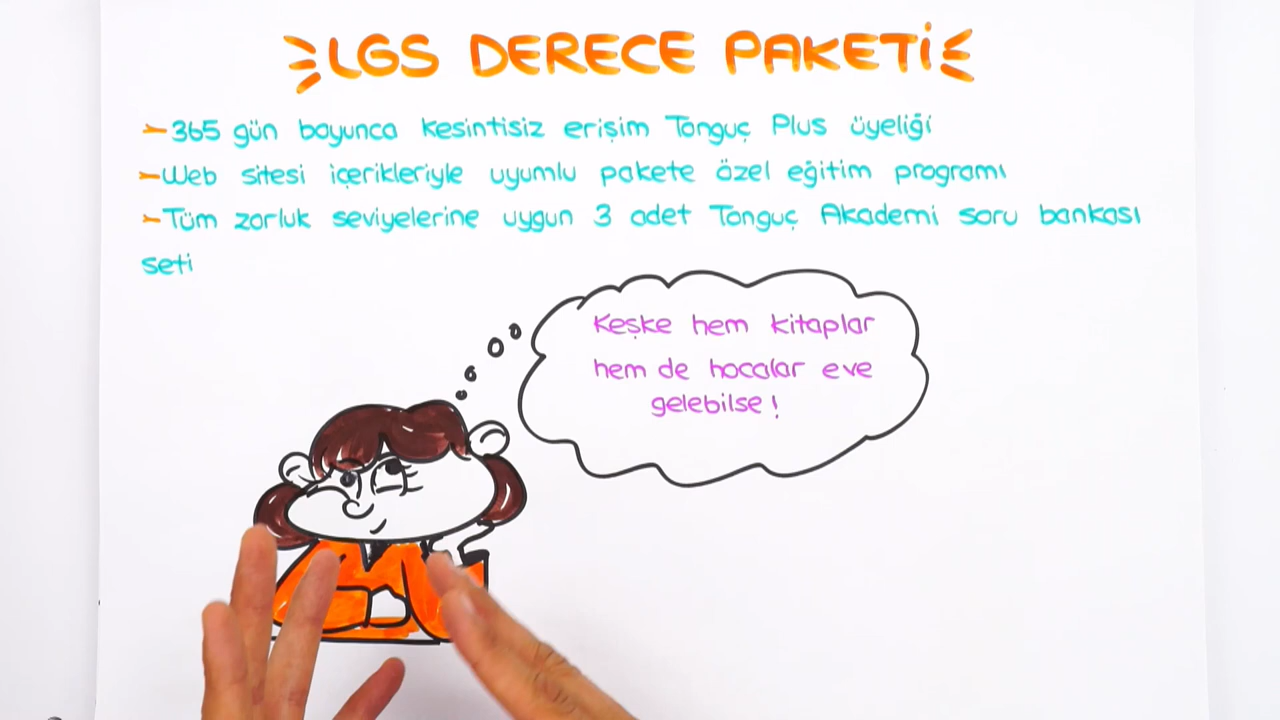 LGS DERECE PAKETİ
365 gün boyunca kesintisiz erişim Tonguç Plus üyeliği
Web sitesi içerikleriyle uyumlu pakete özel eğitim programı
Tüm zorluk seviyelerine uygun 3 adet Tonguç Akademi soru bankası
seti
Keşke hem kitaplar
hem de hocalar eve
gelebilse!